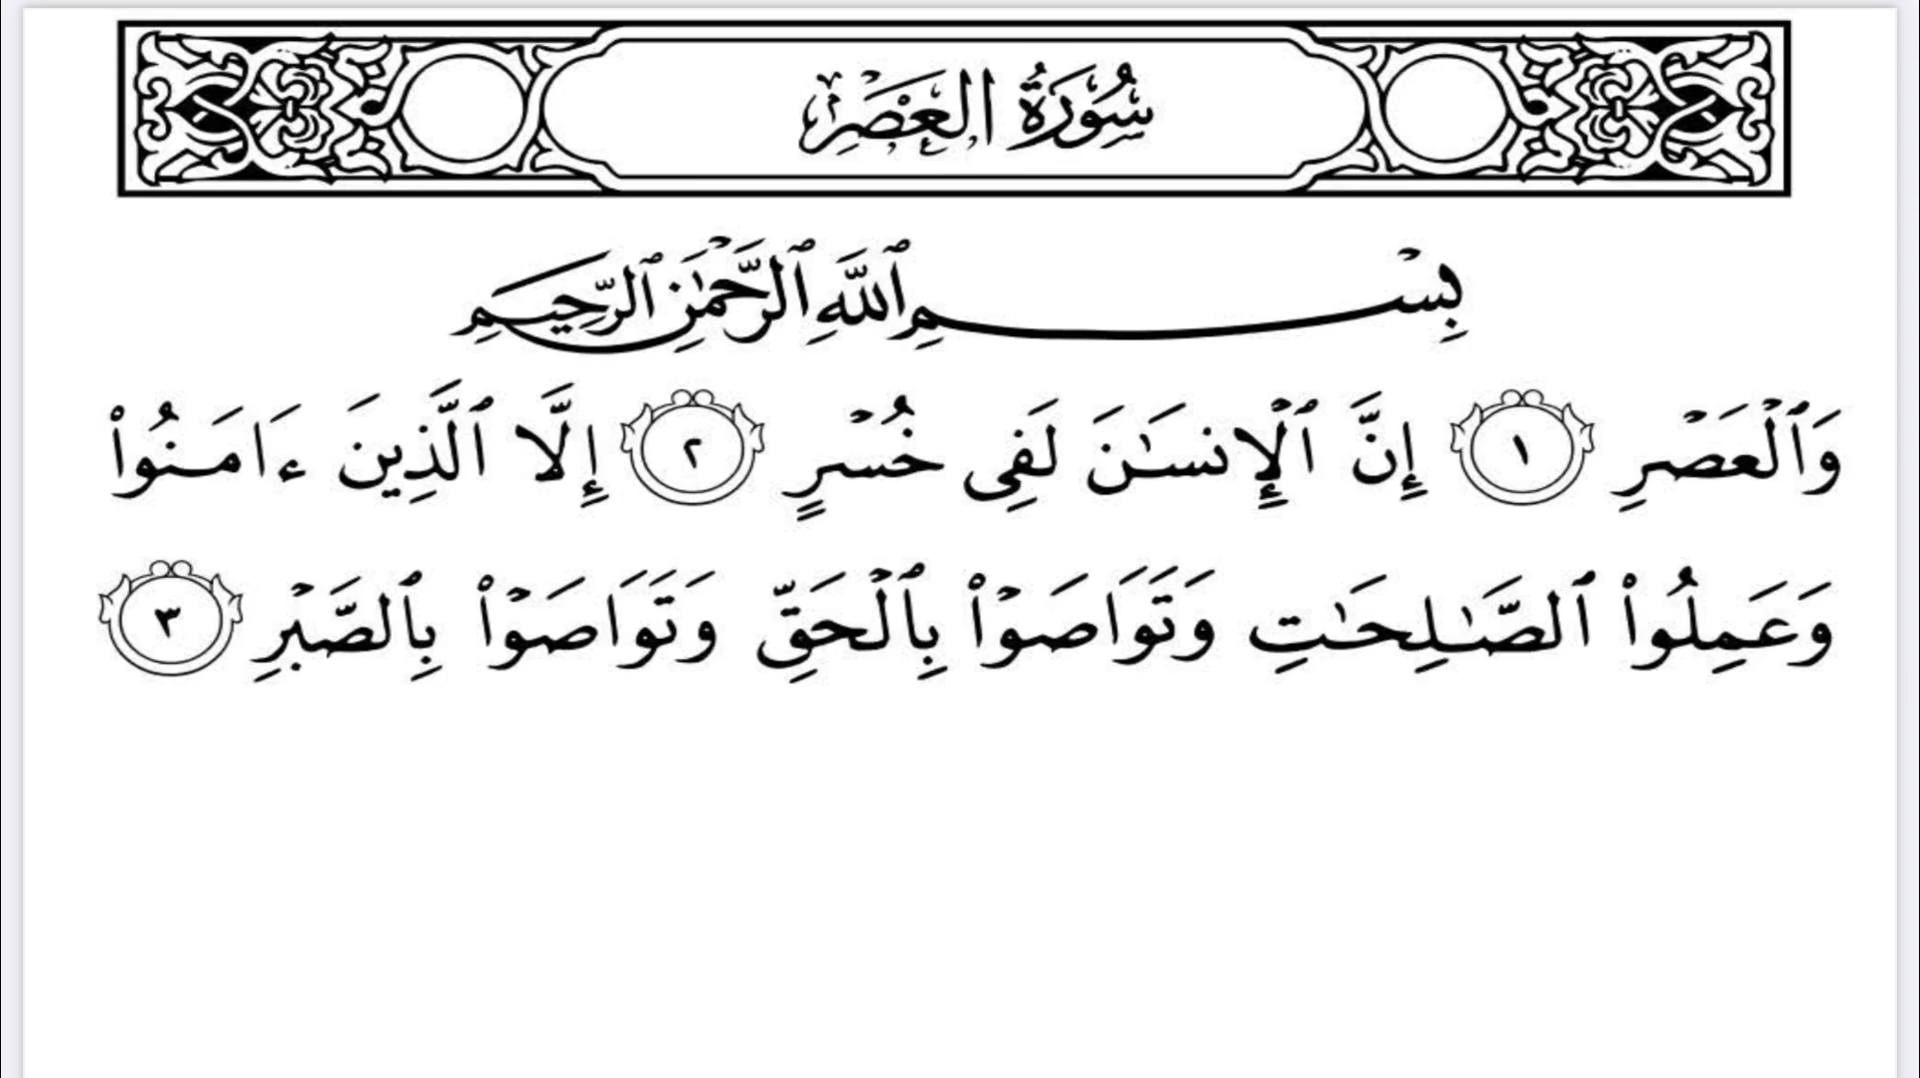 سُورَةُ العَصْرِ
بِسْمِ ٱللَّهِ ٱلرَّحْمَٰنِ ٱلرَّحِيمِ
وَٱلْعَصْرِ ١ إِنَّ ٱلْإِنسَـٰنَ لَفِى خُسْرٍ ٢ إِلَّا ٱلَّذِينَ ءَامَنُوا۟
وَعَمِلُوا۟ ٱلصَّـٰلِحَـٰتِ وَتَوَاصَوْا۟ بِٱلْحَقِّ وَتَوَاصَوْا۟ بِٱلصَّبْرِ ٣